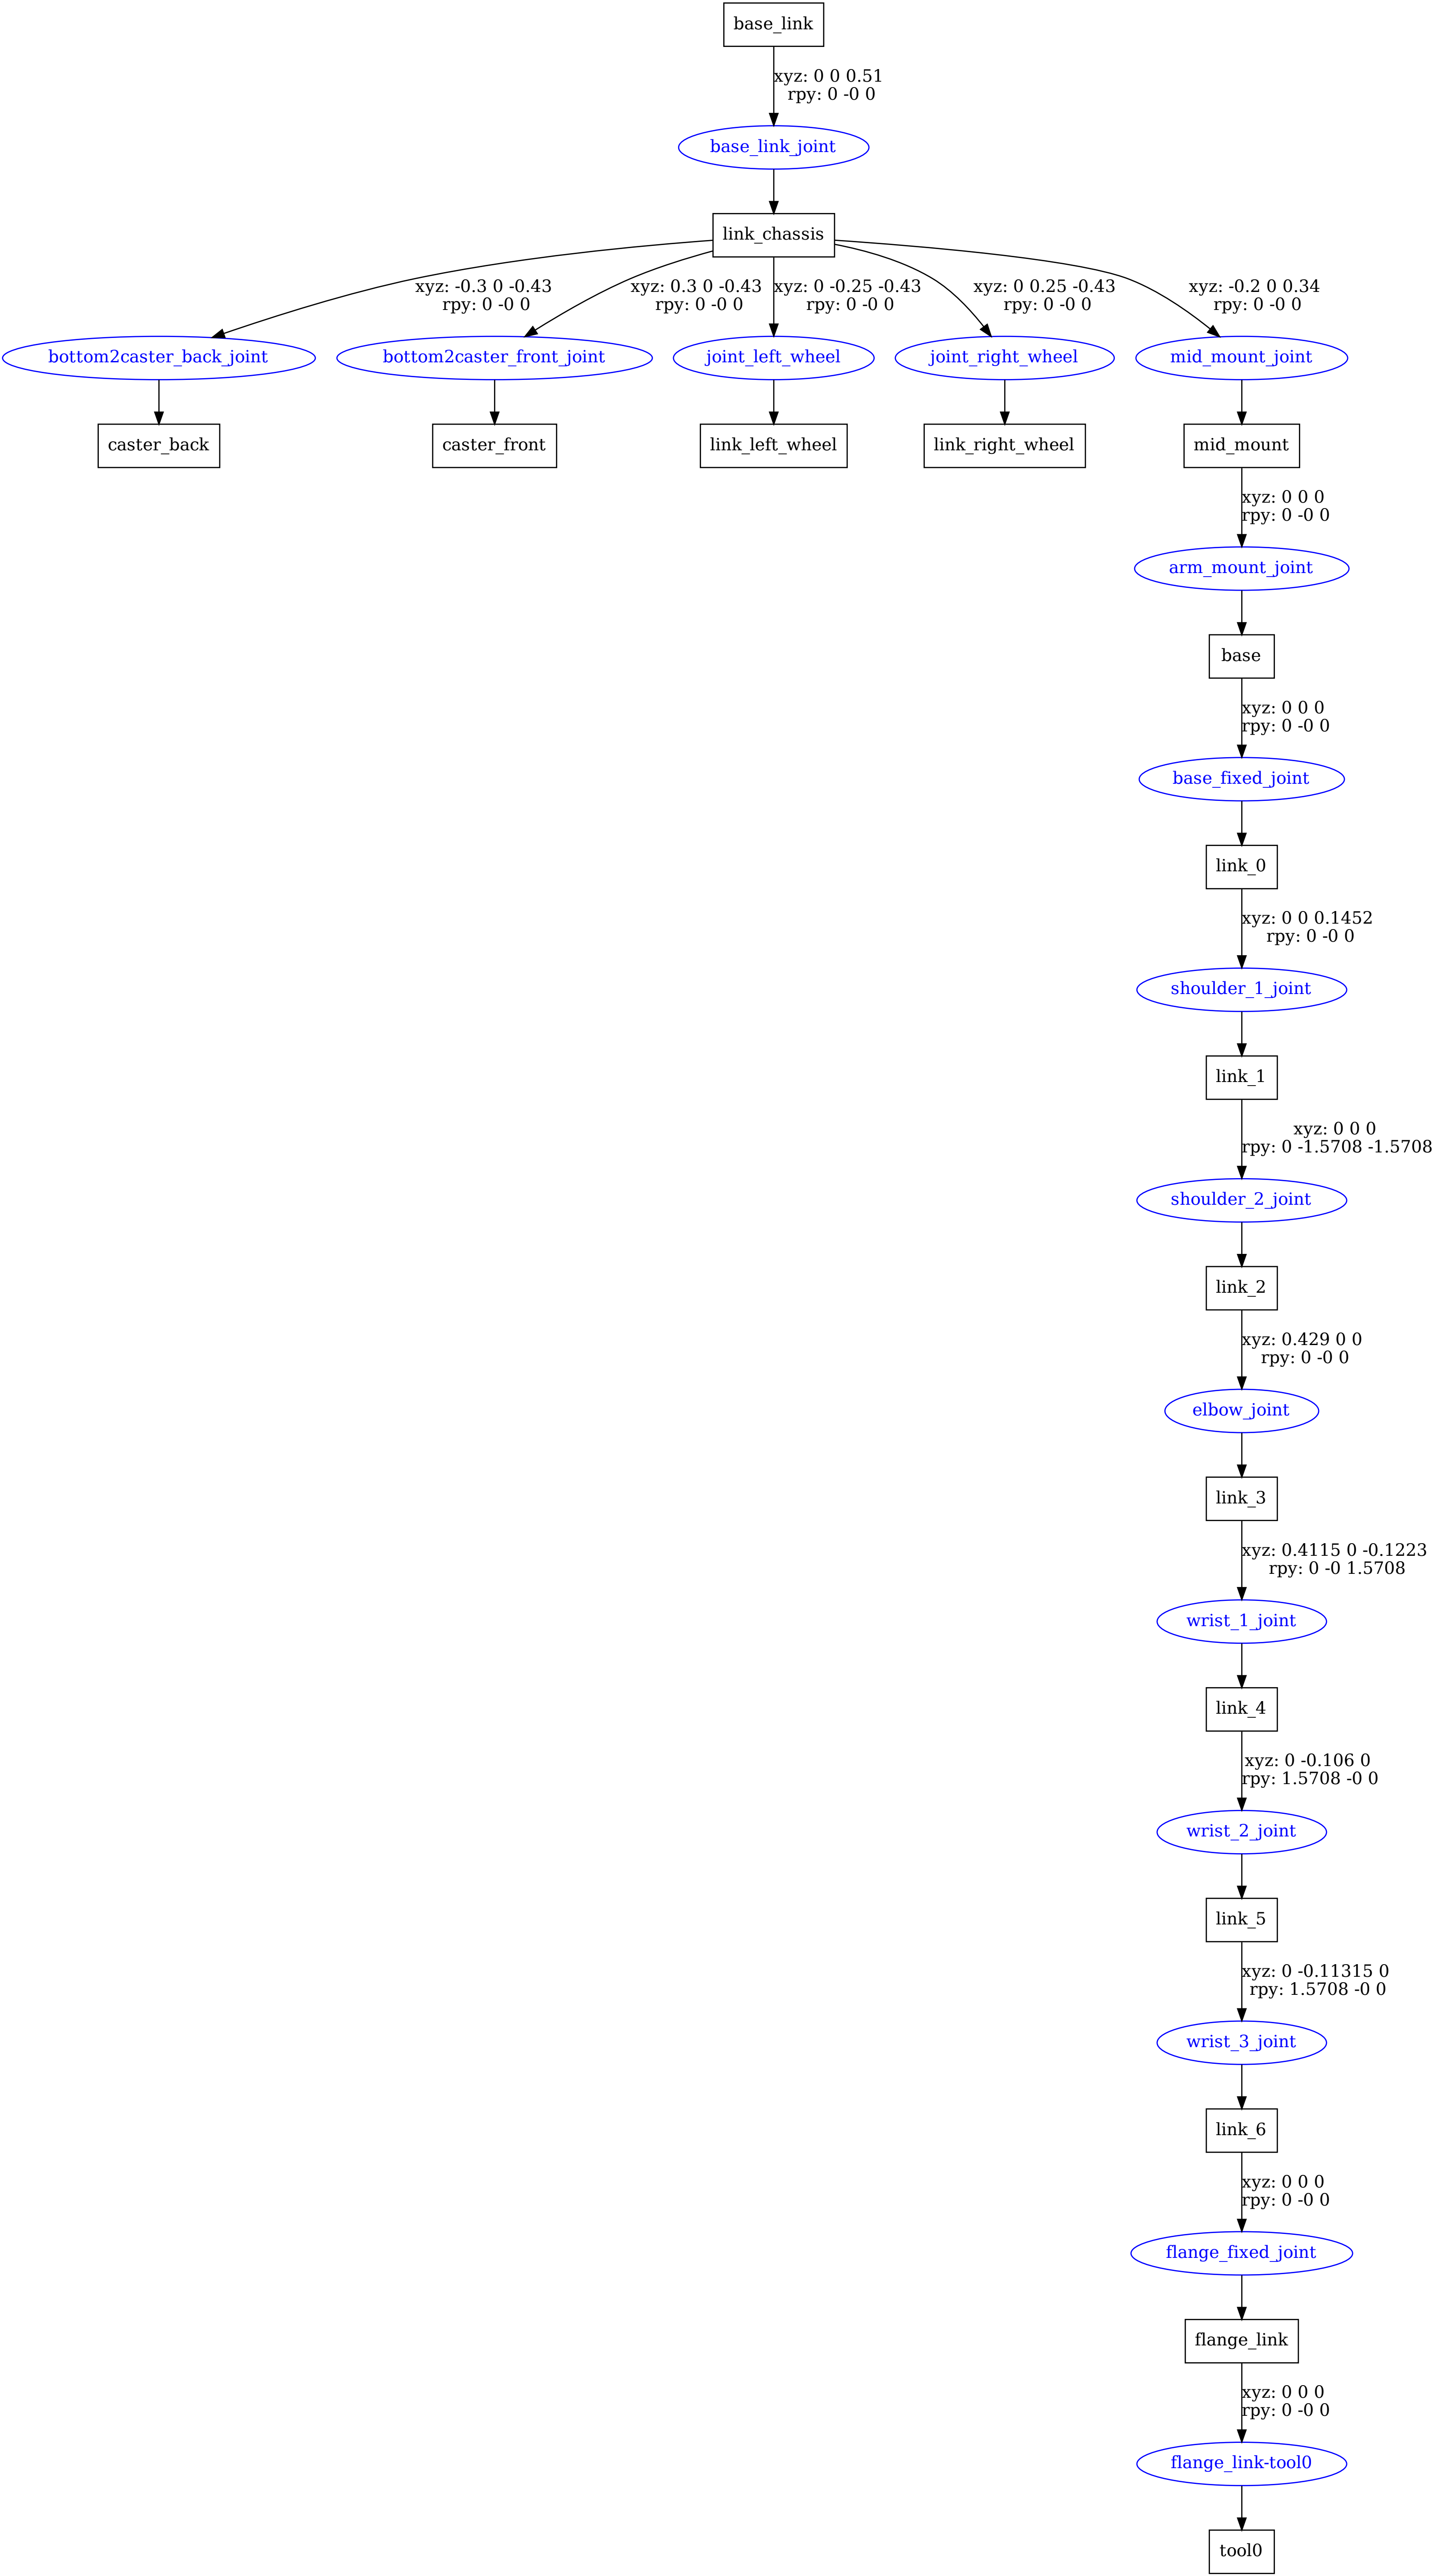 base_link
xyz: 0 0 0.51
rpy: 0 -0 0
base_link_joint
link_chassis
xyz: -0.3 0 -0.43
rpy: 0 -0 0
xyz: 0.3 0 -0.43
rpy: 0 -0 0
xyz: 0 -0.25 -0.43
rpy: 0 -0 0
xyz: 0 0.25 -0.43
rpy: 0 -0 0
xyz: -0.2 0 0.34
rpy: 0 -0 0
bottom2caster_back_joint
bottom2caster_front_joint
joint_left_wheel
joint_right_wheel
mid_mount_joint
caster_back
caster_front
link_left_wheel
link_right_wheel
mid_mount
xyz: 0 0 0
rpy: 0 -0 0
arm_mount_joint
base
xyz: 0 0 0
rpy: 0 -0 0
base_fixed_joint
link_0
xyz: 0 0 0.1452
rpy: 0 -0 0
shoulder_1_joint
link_1
xyz: 0 0 0
rpy: 0 -1.5708 -1.5708
shoulder_2_joint
link_2
xyz: 0.429 0 0
rpy: 0 -0 0
elbow_joint
link_3
xyz: 0.4115 0 -0.1223
rpy: 0 -0 1.5708
wrist_1_joint
link_4
xyz: 0 -0.106 0
rpy: 1.5708 -0 0
wrist_2_joint
link_5
xyz: 0 -0.11315 0
rpy: 1.5708 -0 0
wrist_3_joint
link_6
xyz: 0 0 0
rpy: 0 -0 0
flange_fixed_joint
flange_link
xyz: 0 0 0
rpy: 0 -0 0
flange_link-tool0
tool0